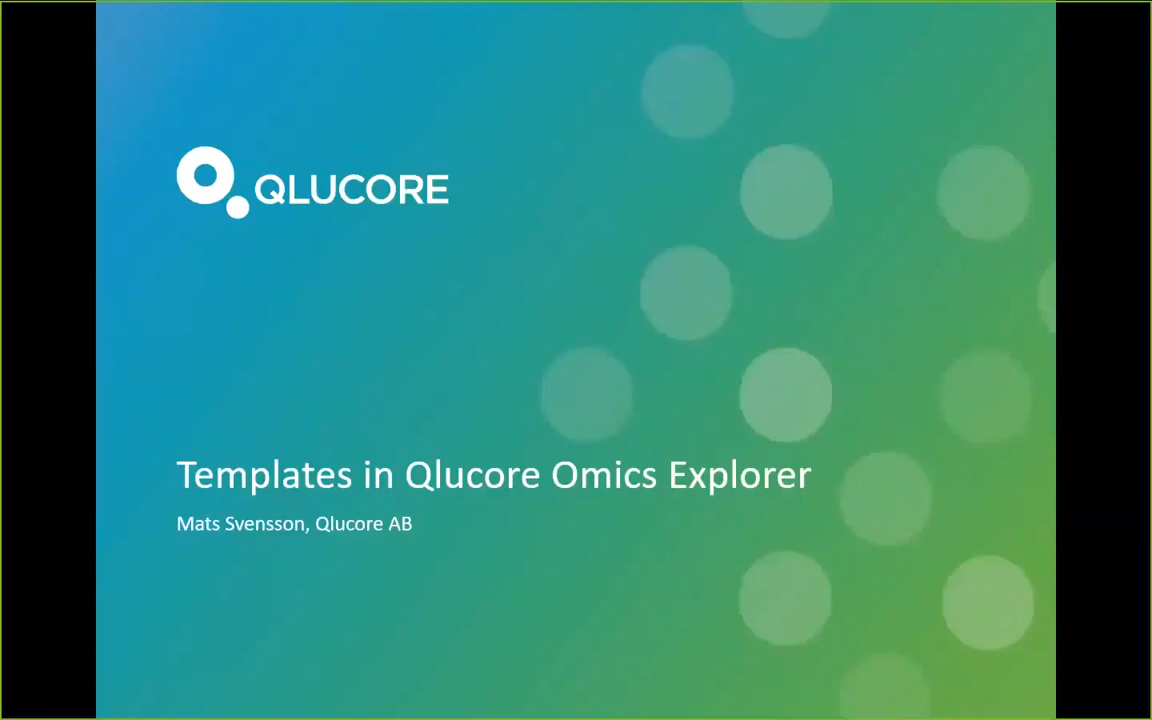 QLUCORE
Templates in Qlucore Omics Explorer
Mats Svensson, Qlucore AB